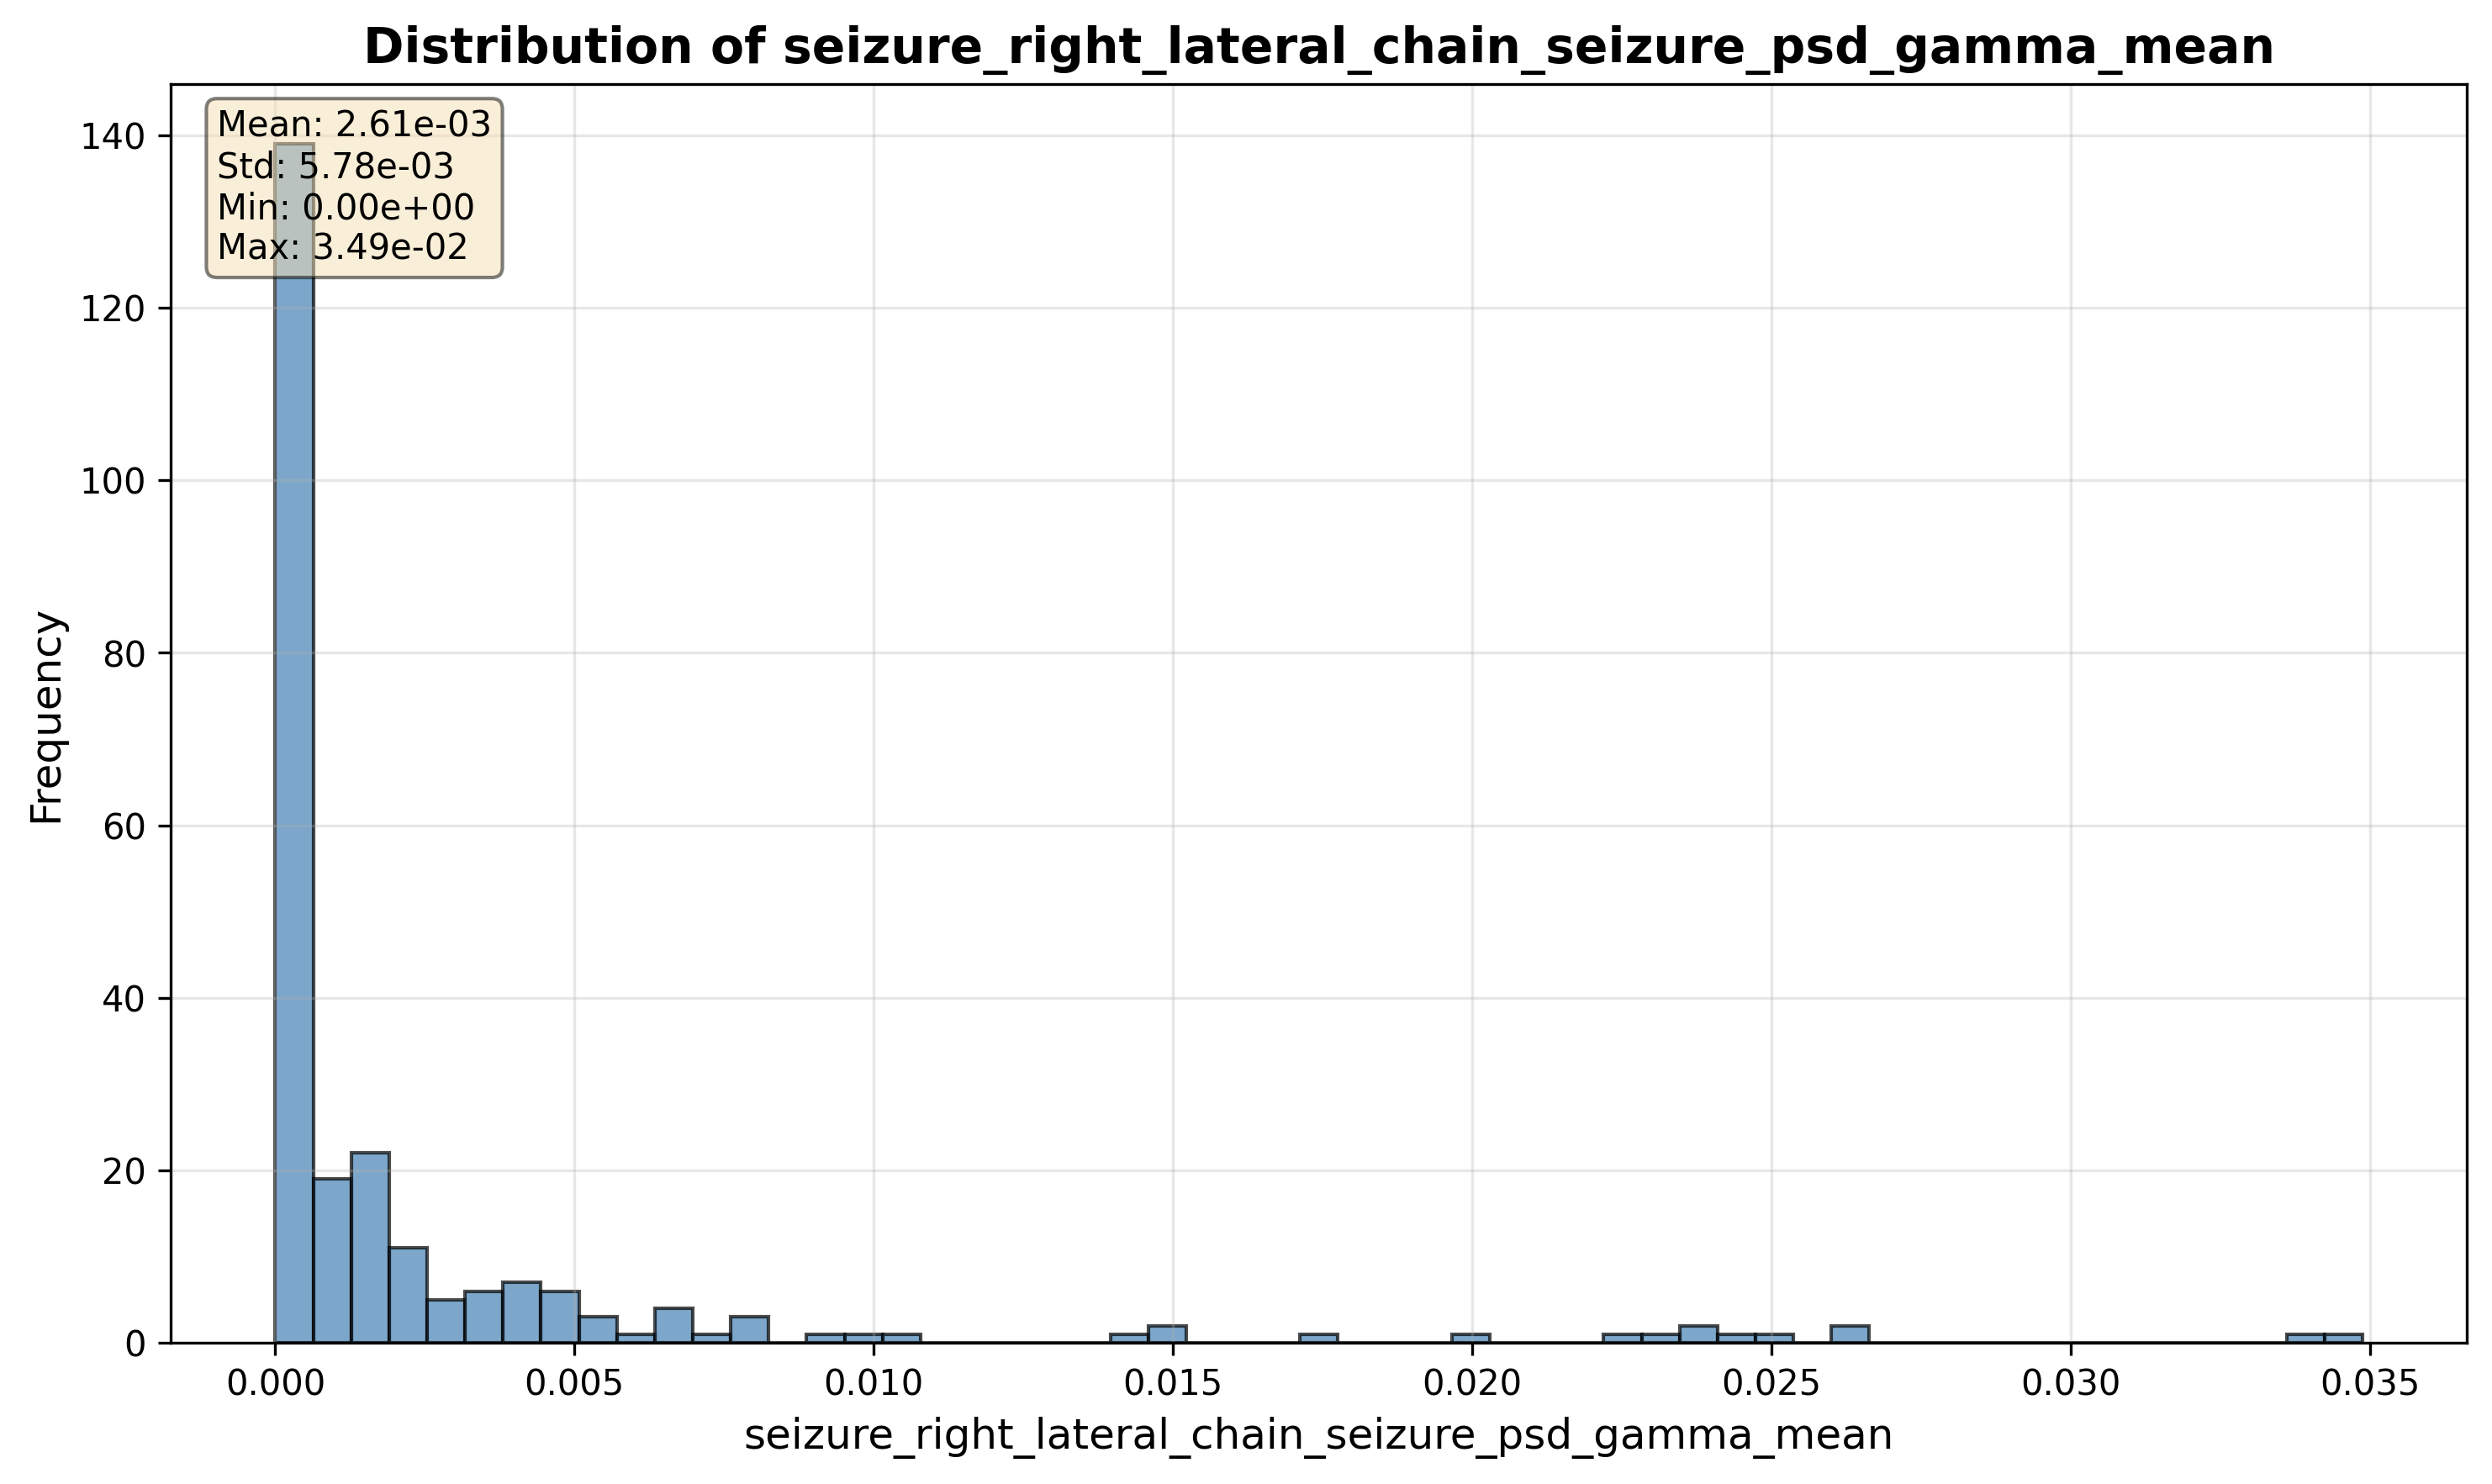 Distribution of seizure_right_lateral_chain_seizure_psd_gamma_mean
Mean: 2.61e-03
Std: 5.78e-03
Min: 0.00e+00
Max: 3.49e-02
140
120
100
80
60
40
20
0
Frequency
0.000 0.005 0.010 0.015 0.020 0.025 0.030 0.035
seizure_right_lateral_chain_seizure_psd_gamma_mean